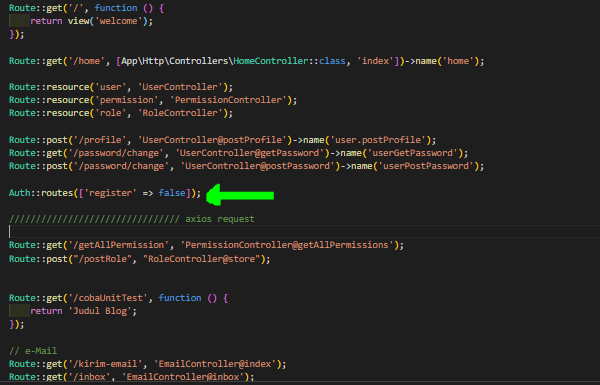 Route::get('/', function () {
    return view('welcome');
});
Route::get('/home', [App\Http\Controllers\HomeController::class, 'index'])->name('home');
Route::resource('user', 'UserController');
Route::resource('permission', 'PermissionController');
Route::resource('role', 'RoleController');
Route::post('/profile', 'UserController@postProfile')->name('user.postProfile');
Route::get('/password/change', 'UserController@getPassword')->name('userGetPassword');
Route::post('/password/change', 'UserController@postPassword')->name('userPostPassword');
Auth::routes(['register' => false]);
//////////////////////////////// axios request
Route::get('/getAllPermission', 'PermissionController@getAllPermissions');
Route::post("/postRole", "RoleController@store");
Route::get('/cobaUnitTest', function () {
    return 'Judul Blog';
});
// e-Mail
Route::get('/kirim-email', 'EmailController@index');
Route::get('/inbox', 'EmailController@inbox');